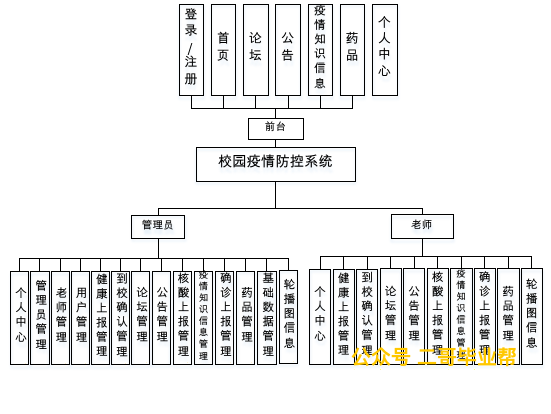 登录/注册
首页
论坛
公告
疫情知识信息
药品
个人中心
前台
校园疫情防控系统
管理员
老师
个人中心
管理员管理
老师管理
用户管理
健康上报管理
到校确认管理
论坛管理
公告管理
核酸上报管理
疫情知识信息管理
确诊上报管理
药品管理
基础数据管理
轮播图信息
个人中心
健康上报管理
到校确认管理
论坛管理
公告管理
核酸上报管理
疫情知识信息管理
确诊上报管理
药品管理
轮播图信息
公众号 二哥毕业帮